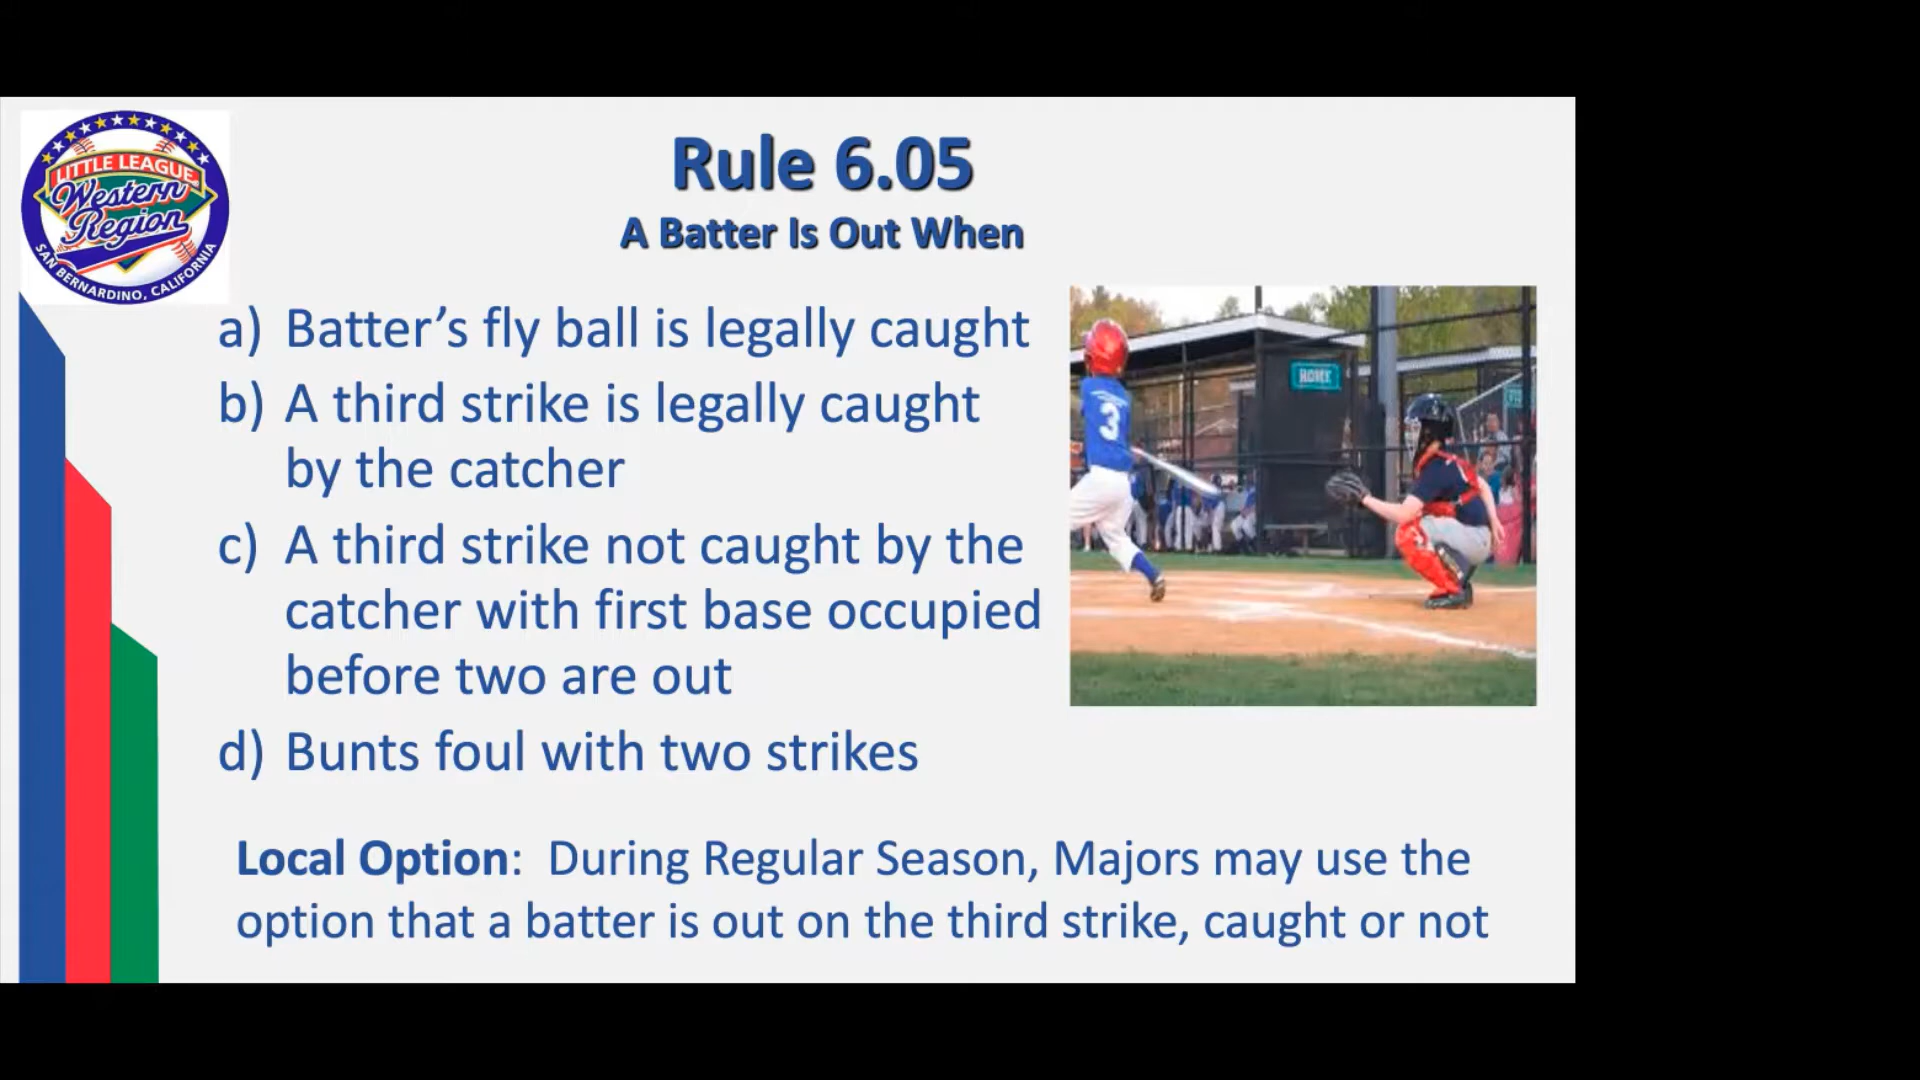 LITTLE LEAGUE
Western
Region
SAN BERNARDINO, CALIFORNIA
Rule 6.05
A Batter Is Out When
a) Batter’s fly ball is legally caught
b) A third strike is legally caught
by the catcher
c) A third strike not caught by the
catcher with first base occupied
before two are out
d) Bunts foul with two strikes
HOME
3
Local Option: During Regular Season, Majors may use the
option that a batter is out on the third strike, caught or not